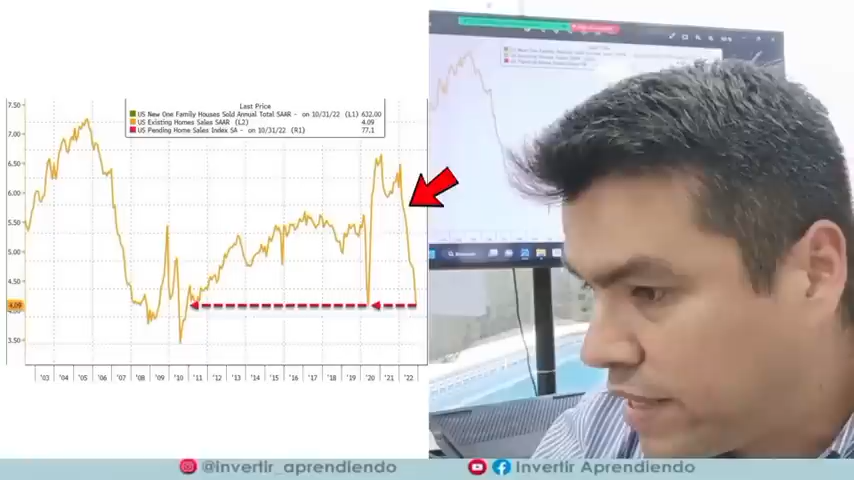 Last Price
US New One Family Houses Sold Annual Total SAAR - on 10/31/22 (L1) 632.00
US Existing Homes Sales SAAR (L2) 4.09
US Pending Home Sales Index SA - on 10/31/22 (R1) 77.1
7.50
7.00
6.50
6.00
5.50
5.00
4.50
4.09
3.50
'03 '04 '05 '06 '07 '08 '09 '10 '11 '12 '13 '14 '15 '16 '17 '18 '19 '20 '21 '22
@invertir_aprendiendo
Invertir Aprendiendo